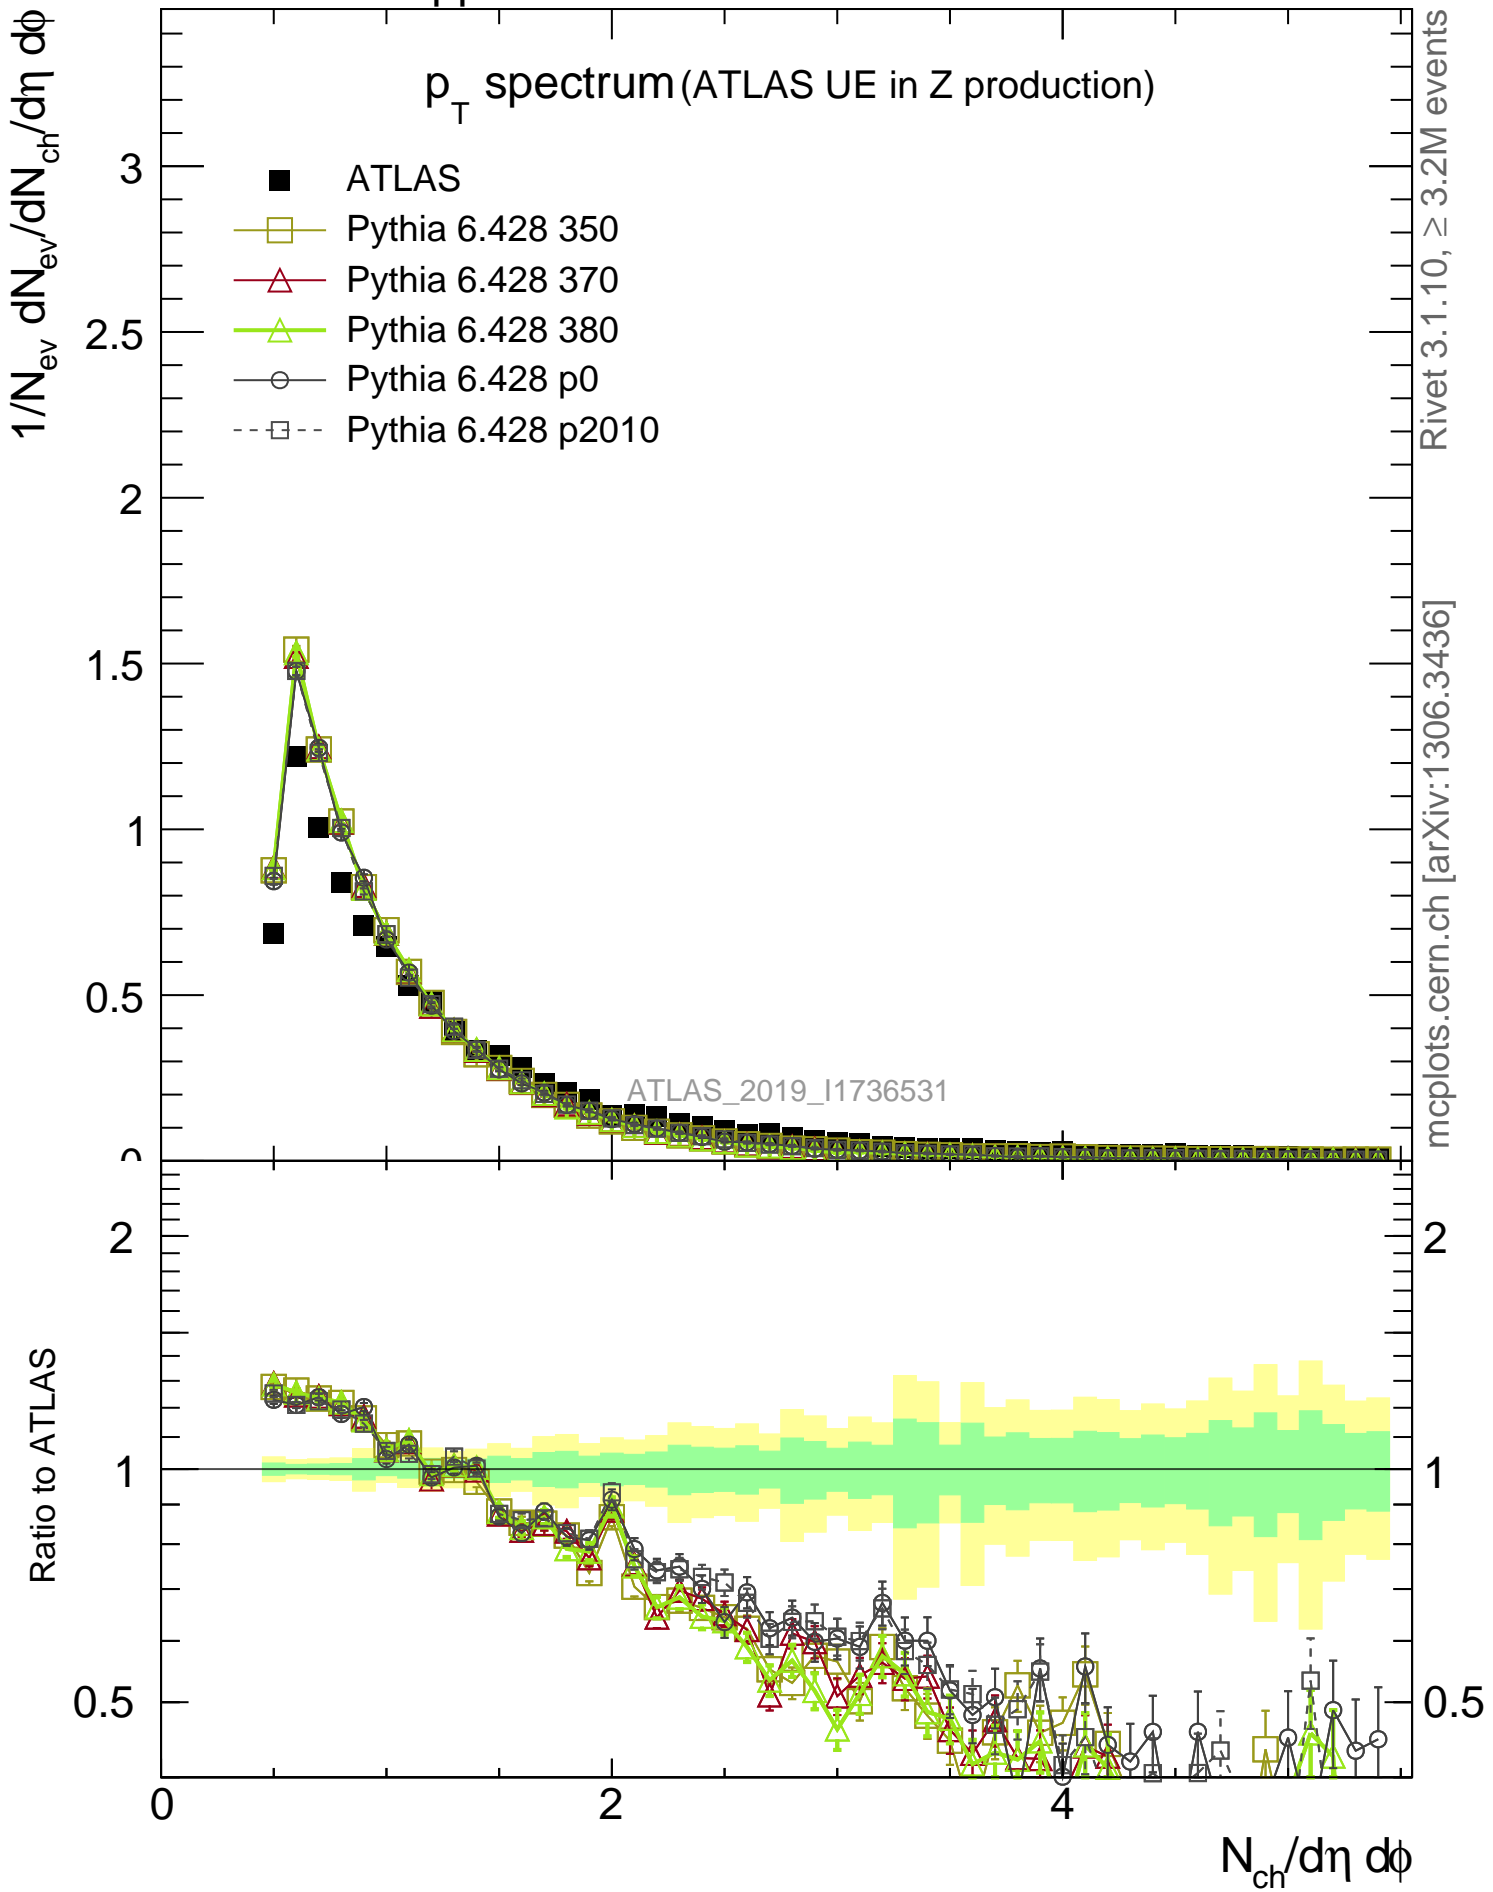 pp
p_T spectrum (ATLAS UE in Z production)
1/N_ev dN_ev/dN_ch/dη dϕ
ATLAS
Pythia 6.428 350
Pythia 6.428 370
Pythia 6.428 380
Pythia 6.428 p0
Pythia 6.428 p2010
3
2.5
2
1.5
1
0.5
0
ATLAS_2019_I1736531
Rivet 3.1.10, ≥ 3.2M events
mcplots.cern.ch [arXiv:1306.3436]
Ratio to ATLAS
2
1
0.5
2
1
0.5
0
2
4
N_ch/dη dϕ